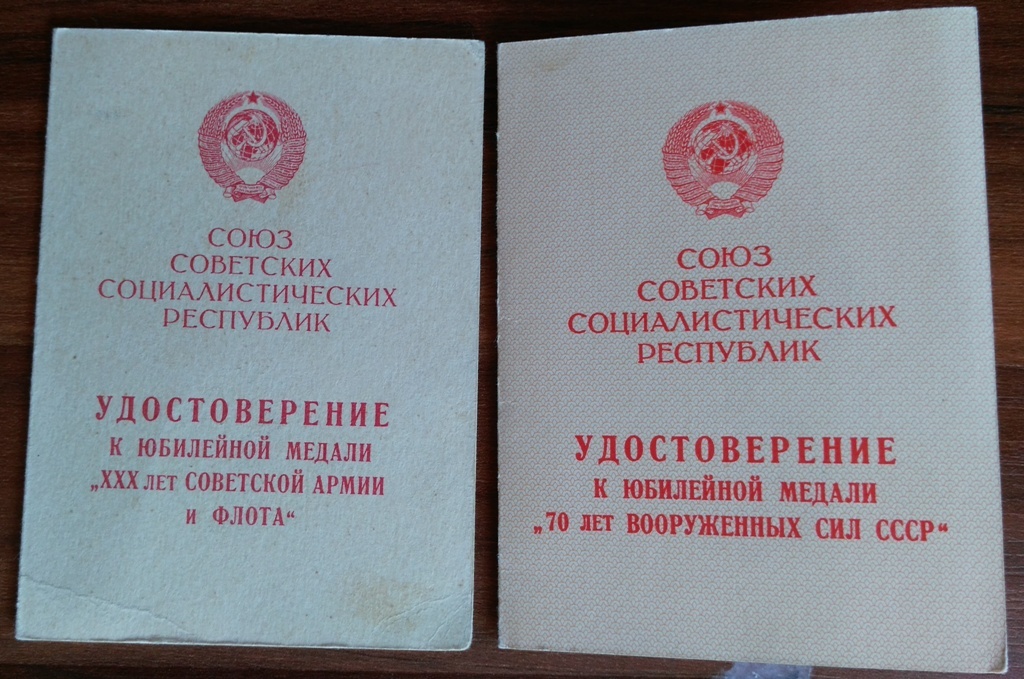 СОЮЗ
СОВЕТСКИХ
СОЦИАЛИСТИЧЕСКИХ
РЕСПУБЛИК
УДОСТОВЕРЕНИЕ
К ЮБИЛЕЙНОЙ МЕДАЛИ
„XXX лет СОВЕТСКОЙ АРМИИ
и ФЛОТА“
СОЮЗ
СОВЕТСКИХ
СОЦИАЛИСТИЧЕСКИХ
РЕСПУБЛИК
УДОСТОВЕРЕНИЕ
К ЮБИЛЕЙНОЙ МЕДАЛИ
„70 лет ВООРУЖЕННЫХ СИЛ СССР“